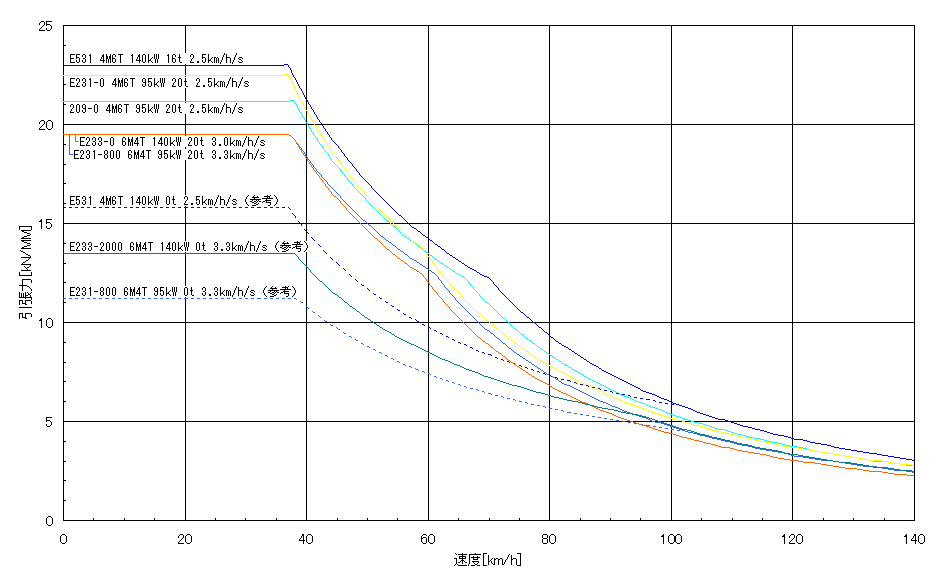 25
E531 4M6T 140kW 16t 2.5km/h/s
E231-0 4M6T 95kW 20t 2.5km/h/s
209-0 4M6T 95kW 20t 2.5km/h/s
20
E233-0 6M4T 140kW 20t 3.0km/h/s
E231-800 6M4T 95kW 20t 3.3km/h/s
E531 4M6T 140kW 0t 2.5km/h/s (参考)
15
E233-2000 6M4T 140kW 0t 3.3km/h/s (参考)
引張力[kN/MM]
E231-800 6M4T 95kW 0t 3.3km/h/s (参考)
10
5
0
0 20 40 60 80 100 120 140
速度[km/h]